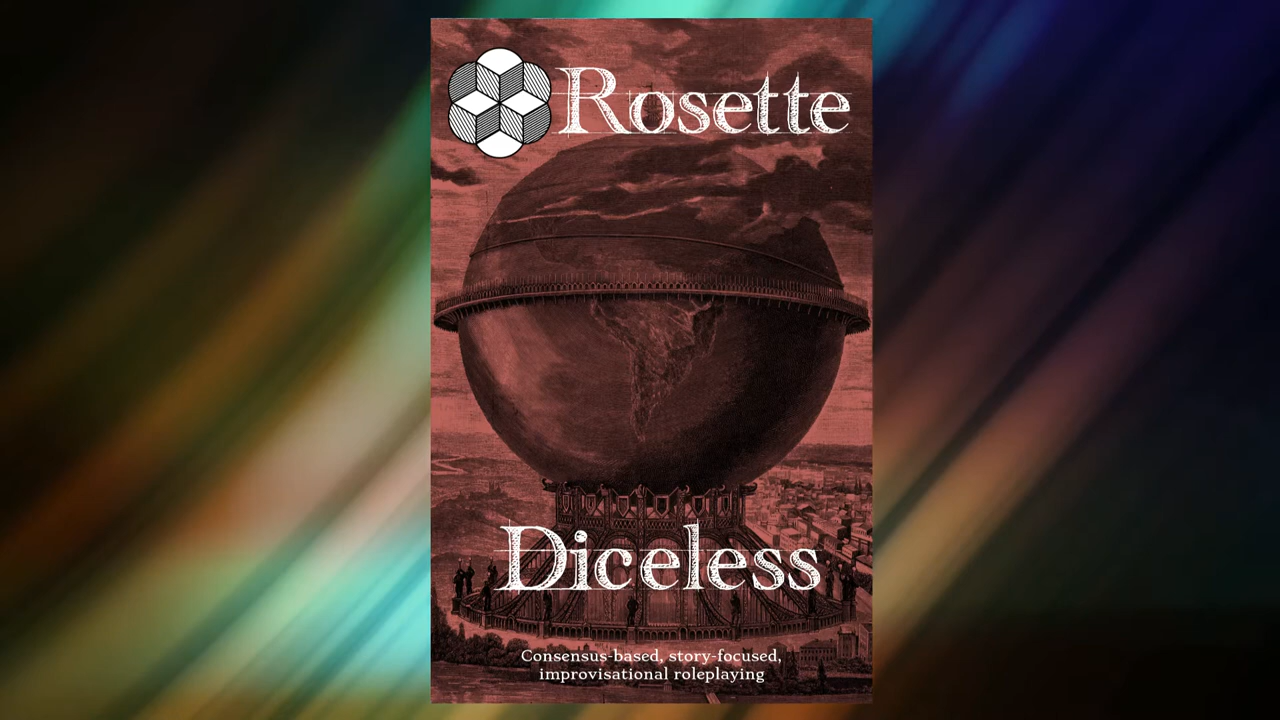 Rosette
Diceless
Consensus-based, story-focused,
improvisational roleplaying